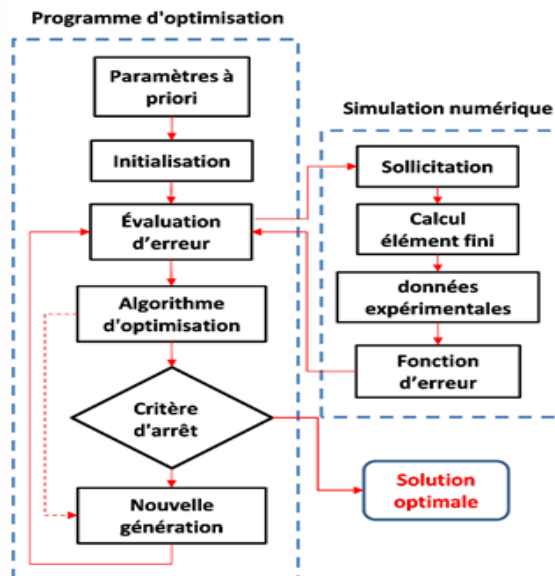 Programme d'optimisation
Paramètres à
priori
Initialisation
Évaluation
d'erreur
Algorithme
d'optimisation
Critère
d'arrêt
Nouvelle
génération
Simulation numérique
Sollicitation
Calcul
élément fini
données
expérimentales
Fonction
d'erreur
Solution
optimale